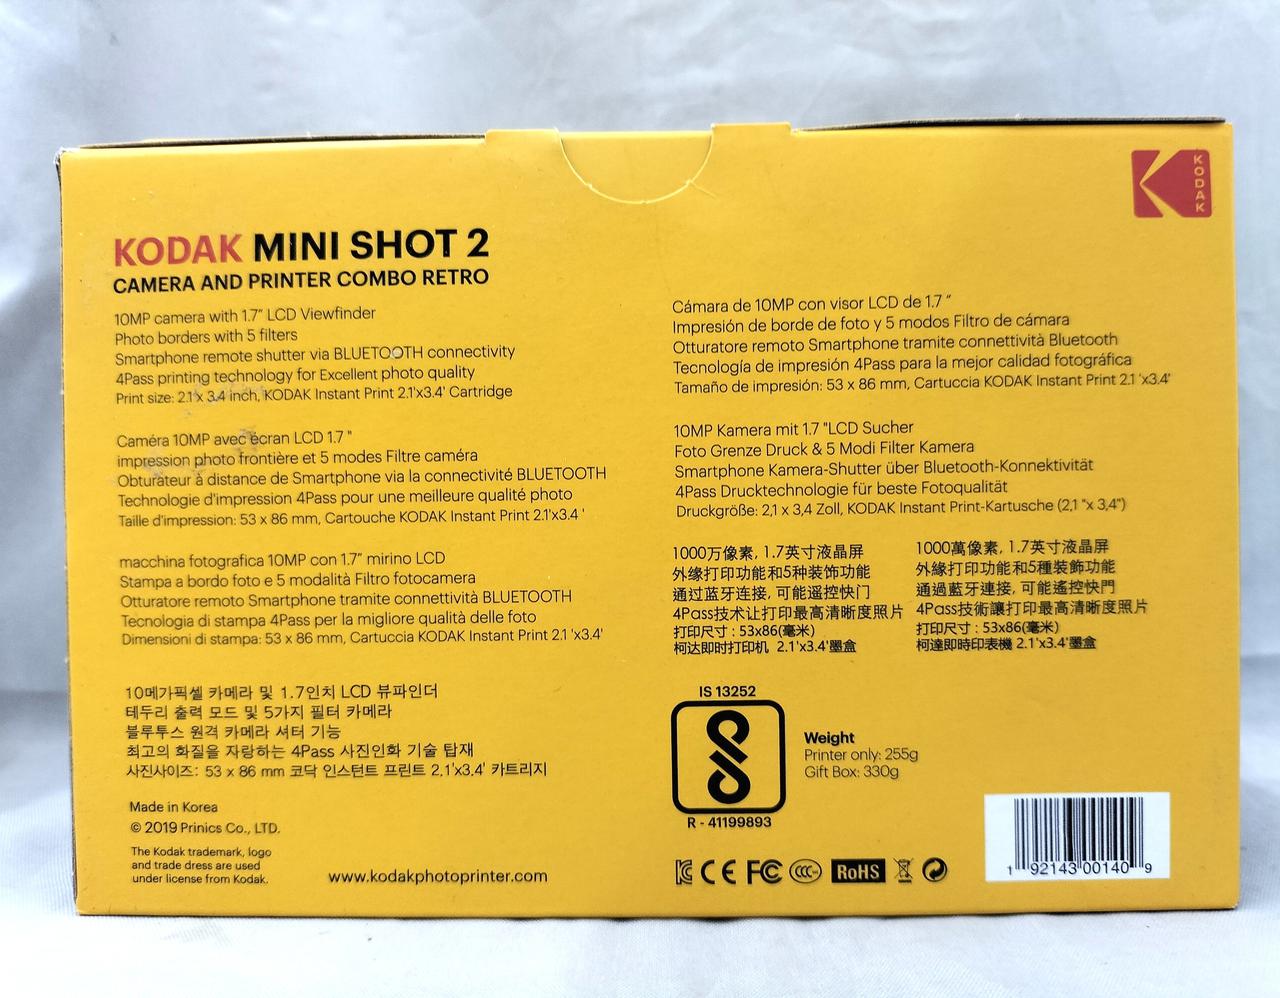 KODAK
KODAK MINI SHOT 2
CAMERA AND PRINTER COMBO RETRO
10MP camera with 1.7" LCD Viewfinder
Photo borders with 5 filters
Smartphone remote shutter via BLUETOOTH connectivity
4Pass printing technology for Excellent photo quality
Print size: 2.1'x 3.4 inch, KODAK Instant Print 2.1'x3.4' Cartridge
Caméra 10MP avec écran LCD 1.7 "
impression photo frontière et 5 modes Filtre caméra
Obturateur à distance de Smartphone via la connectivité BLUETOOTH
Technologie d'impression 4Pass pour une meilleure qualité photo
Taille d'impression: 53 x 86 mm, Cartouche KODAK Instant Print 2.1'x3.4 '
macchina fotografica 10MP con 1.7" mirino LCD
Stampa a bordo foto e 5 modalità Filtro fotocamera
Otturatore remoto Smartphone tramite connettività BLUETOOTH
Tecnologia di stampa 4Pass per la migliore qualità delle foto
Dimensioni di stampa: 53 x 86 mm, Cartuccia KODAK Instant Print 2.1 'x3.4'
10메가픽셀 카메라 및 1.7인치 LCD 뷰파인더
테두리 출력 모드 및 5가지 필터 카메라
블루투스 원격 카메라 셔터 기능
최고의 화질을 자랑하는 4Pass 사진인화 기술 탑재
사진사이즈: 53 x 86 mm 코닥 인스턴트 프린트 2.1'x3.4' 카트리지
Made in Korea
© 2019 Prinics Co., LTD.
The Kodak trademark, logo
and trade dress are used
under license from Kodak.
www.kodakphotoprinter.com
Cámara de 10MP con visor LCD de 1.7 "
Impresión de borde de foto y 5 modos Filtro de cámara
Otturatore remoto Smartphone tramite connettività Bluetooth
Tecnología de impresión 4Pass para la mejor calidad fotográfica
Tamaño de impresión: 53 x 86 mm, Cartuccia KODAK Instant Print 2.1 'x3.4'
10MP Kamera mit 1.7 "LCD Sucher
Foto Grenze Druck & 5 Modi Filter Kamera
Smartphone Kamera-Shutter über Bluetooth-Konnektivität
4Pass Drucktechnologie für beste Fotoqualität
Druckgröße: 2,1 x 3,4 Zoll, KODAK Instant Print-Kartusche (2,1 "x 3,4")
1000万像素, 1.7英寸液晶屏
外缘打印功能和5种装饰功能
通过蓝牙连接, 可能遥控快门
4Pass技术让打印最高清晰度照片
打印尺寸 : 53x86(毫米)
柯达即时打印机 2.1'x3.4'墨盒
1000萬像素, 1.7英寸液晶屏
外緣打印功能和5種裝飾功能
通過藍牙連接, 可能遙控快門
4Pass技術讓打印最高清晰度照片
打印尺寸 : 53x86(毫米)
柯達即時印表機 2.1'x3.4'墨盒
IS 13252
R - 41199893
Weight
Printer only: 255g
Gift Box: 330g
CE FC CCC RoHS
1 92143 00140 9